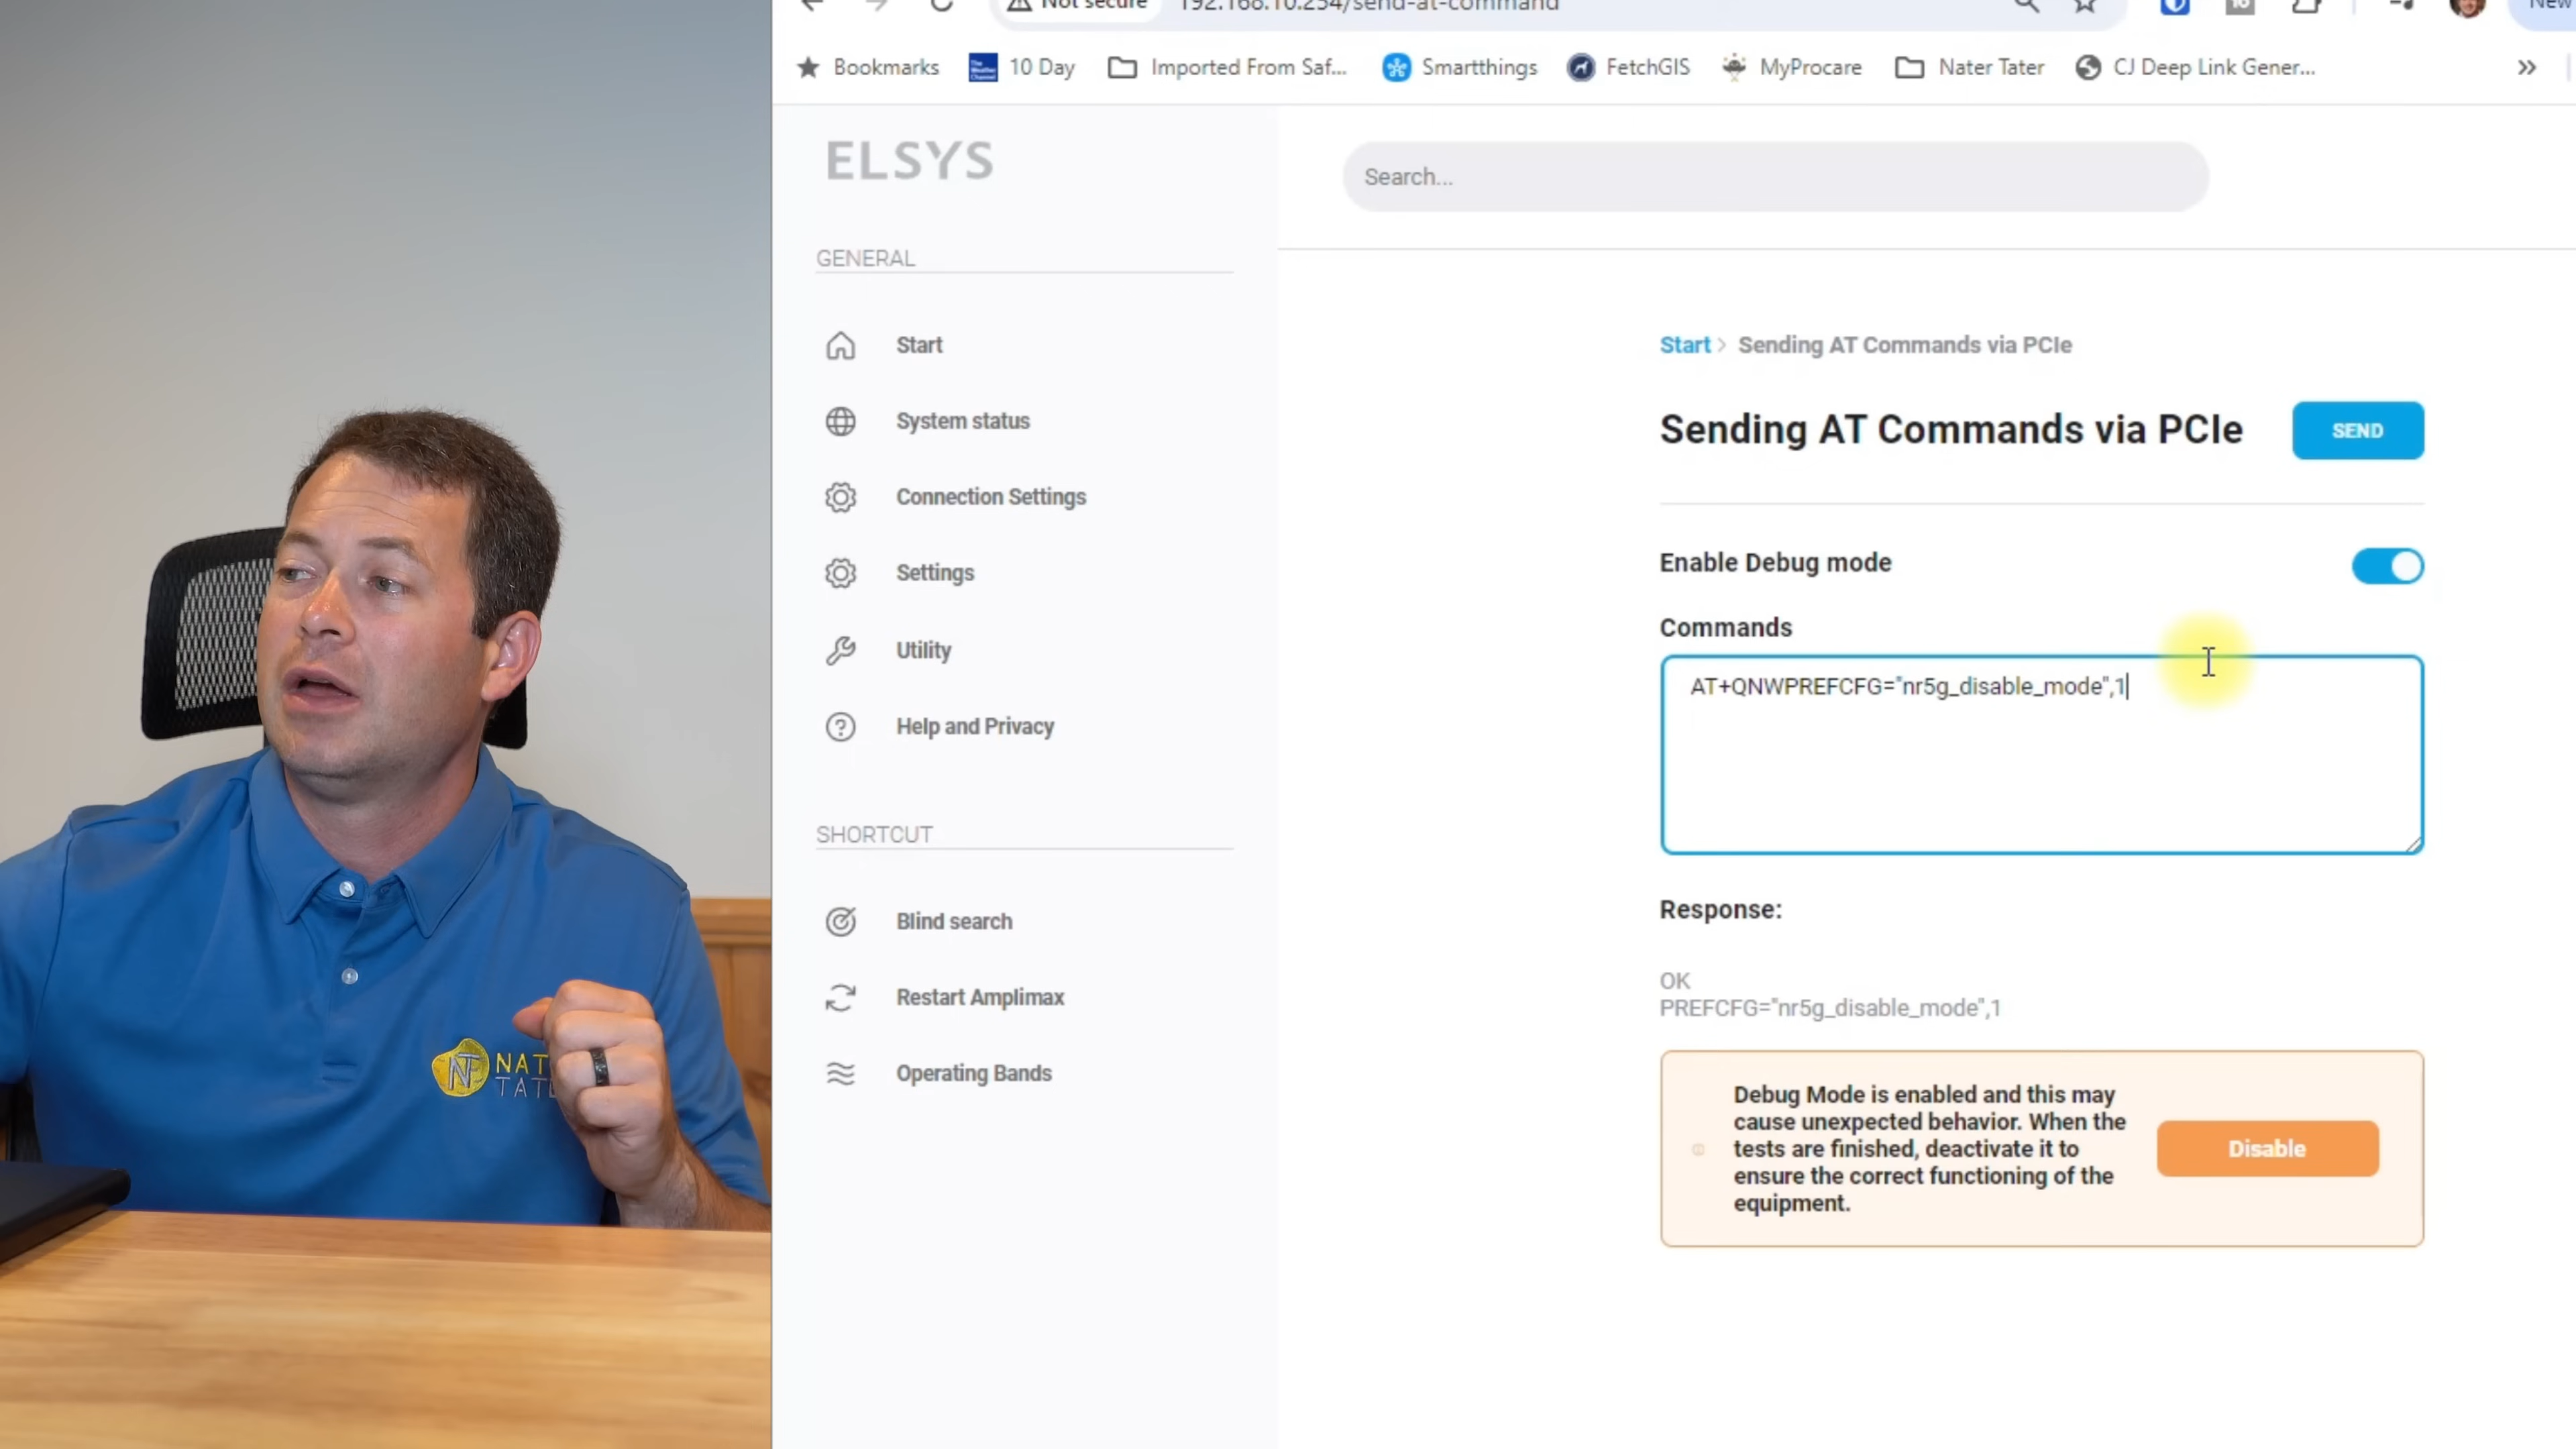 Not secure 192.168.10.254/send-at-command
New
Bookmarks 10 Day Imported From Saf... Smartthings FetchGIS MyProcare Nater Tater CJ Deep Link Gener...
ELSYS
Search...
GENERAL
Start
System status
Connection Settings
Settings
Utility
Help and Privacy
SHORTCUT
Blind search
Restart Amplimax
Operating Bands
Start > Sending AT Commands via PCIe
Sending AT Commands via PCIe
SEND
Enable Debug mode
Commands
AT+QNWPREFCFG="nr5g_disable_mode",1
Response:
OK
PREFCFG="nr5g_disable_mode",1
Debug Mode is enabled and this may
cause unexpected behavior. When the
tests are finished, deactivate it to
ensure the correct functioning of the
equipment.
Disable
NT
NAT
TATE